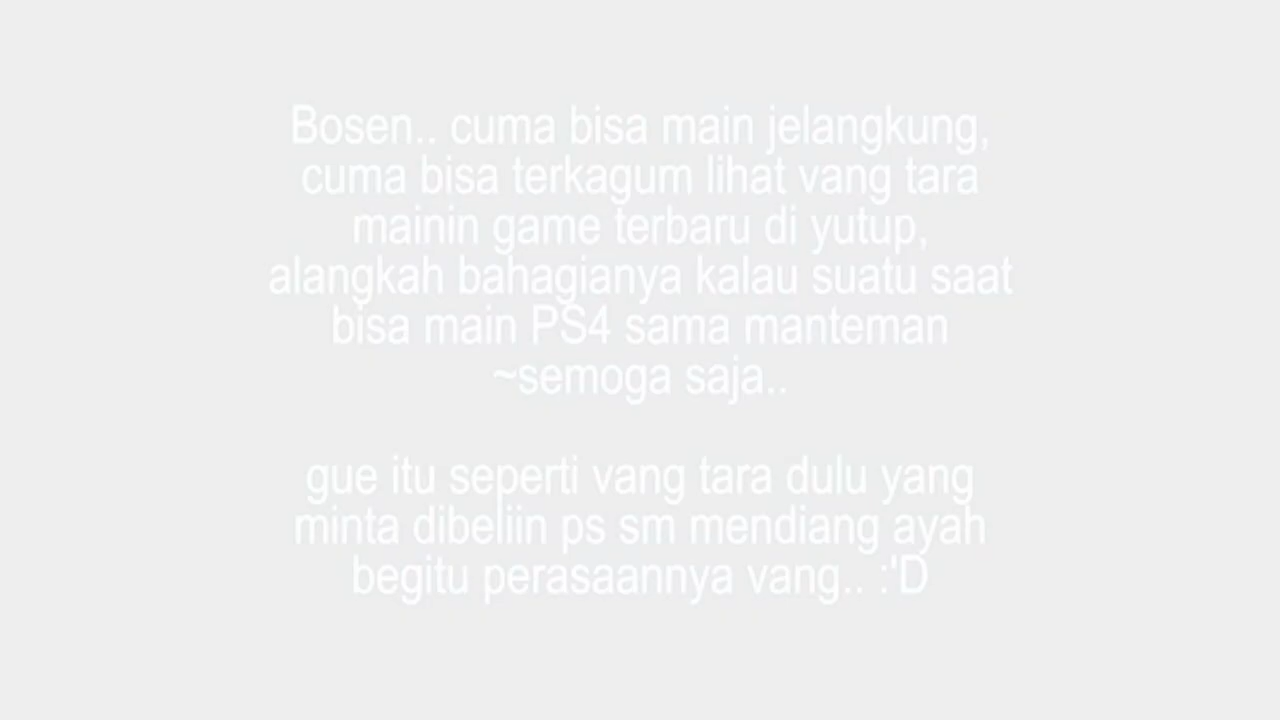 Bosen.. cuma bisa main jelangkung,
cuma bisa terkagum lihat vang tara
mainin game terbaru di yutup,
alangkah bahagianya kalau suatu saat
bisa main PS4 sama manteman
~semoga saja..
gue itu seperti vang tara dulu yang
minta dibeliin ps sm mendiang ayah
begitu perasaannya vang.. :'D